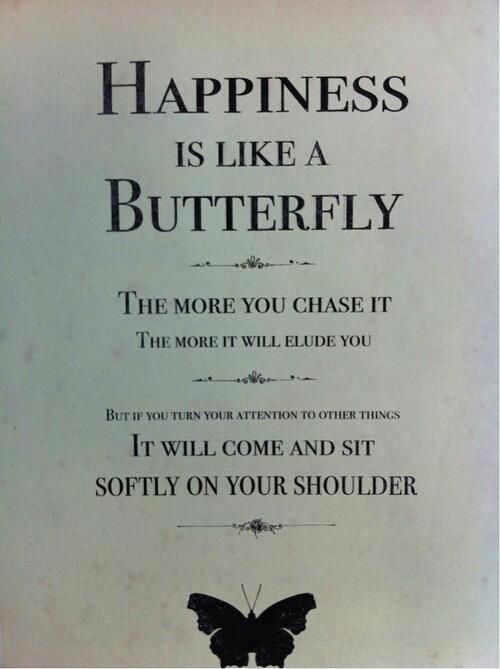 Happiness
is like a
Butterfly
The more you chase it
The more it will elude you
But if you turn your attention to other things
It will come and sit
softly on your shoulder